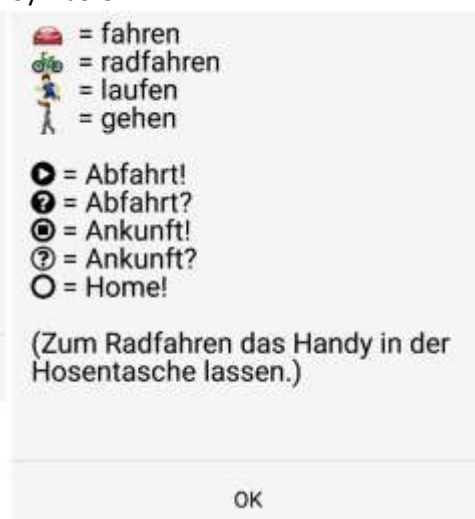 = fahren
= radfahren
= laufen
= gehen
= Abfahrt!
? = Abfahrt?
= Ankunft!
? = Ankunft?
= Home!
(Zum Radfahren das Handy in der
Hosentasche lassen.)
OK